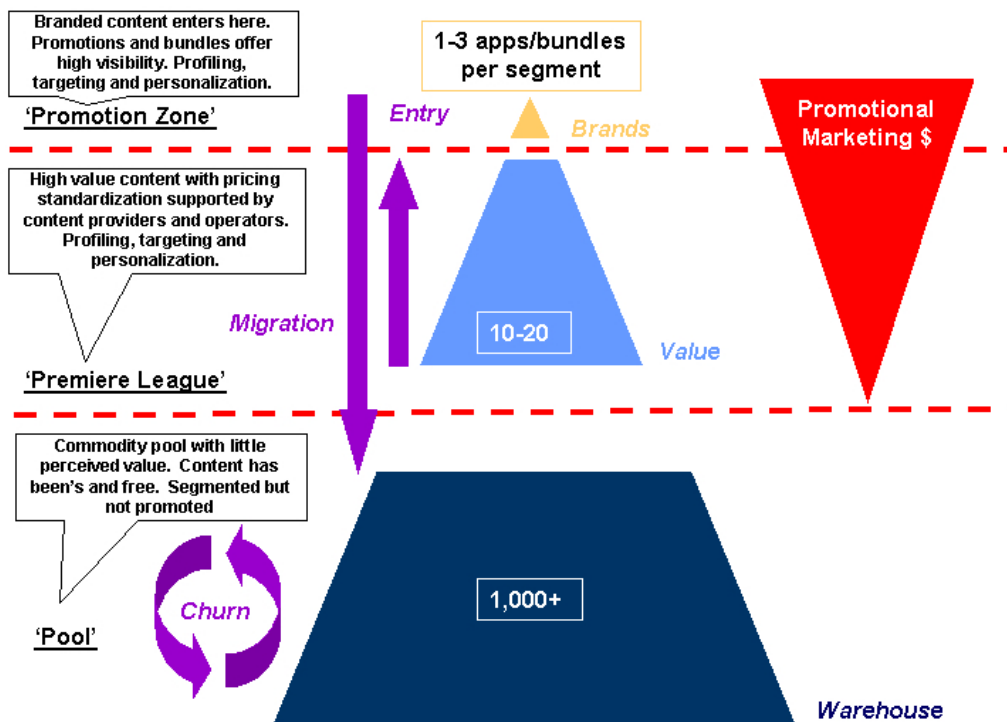 Branded content enters here.
Promotions and bundles offer
high visibility. Profiling,
targeting and personalization.
'Promotion Zone'
Entry
1-3 apps/bundles
per segment
Brands
Promotional
Marketing $
High value content with pricing
standardization supported by
content providers and operators.
Profiling, targeting and
personalization.
'Premiere League'
Migration
10-20
Value
Commodity pool with little
perceived value. Content has
been's and free. Segmented but
not promoted
'Pool'
Churn
1,000+
Warehouse